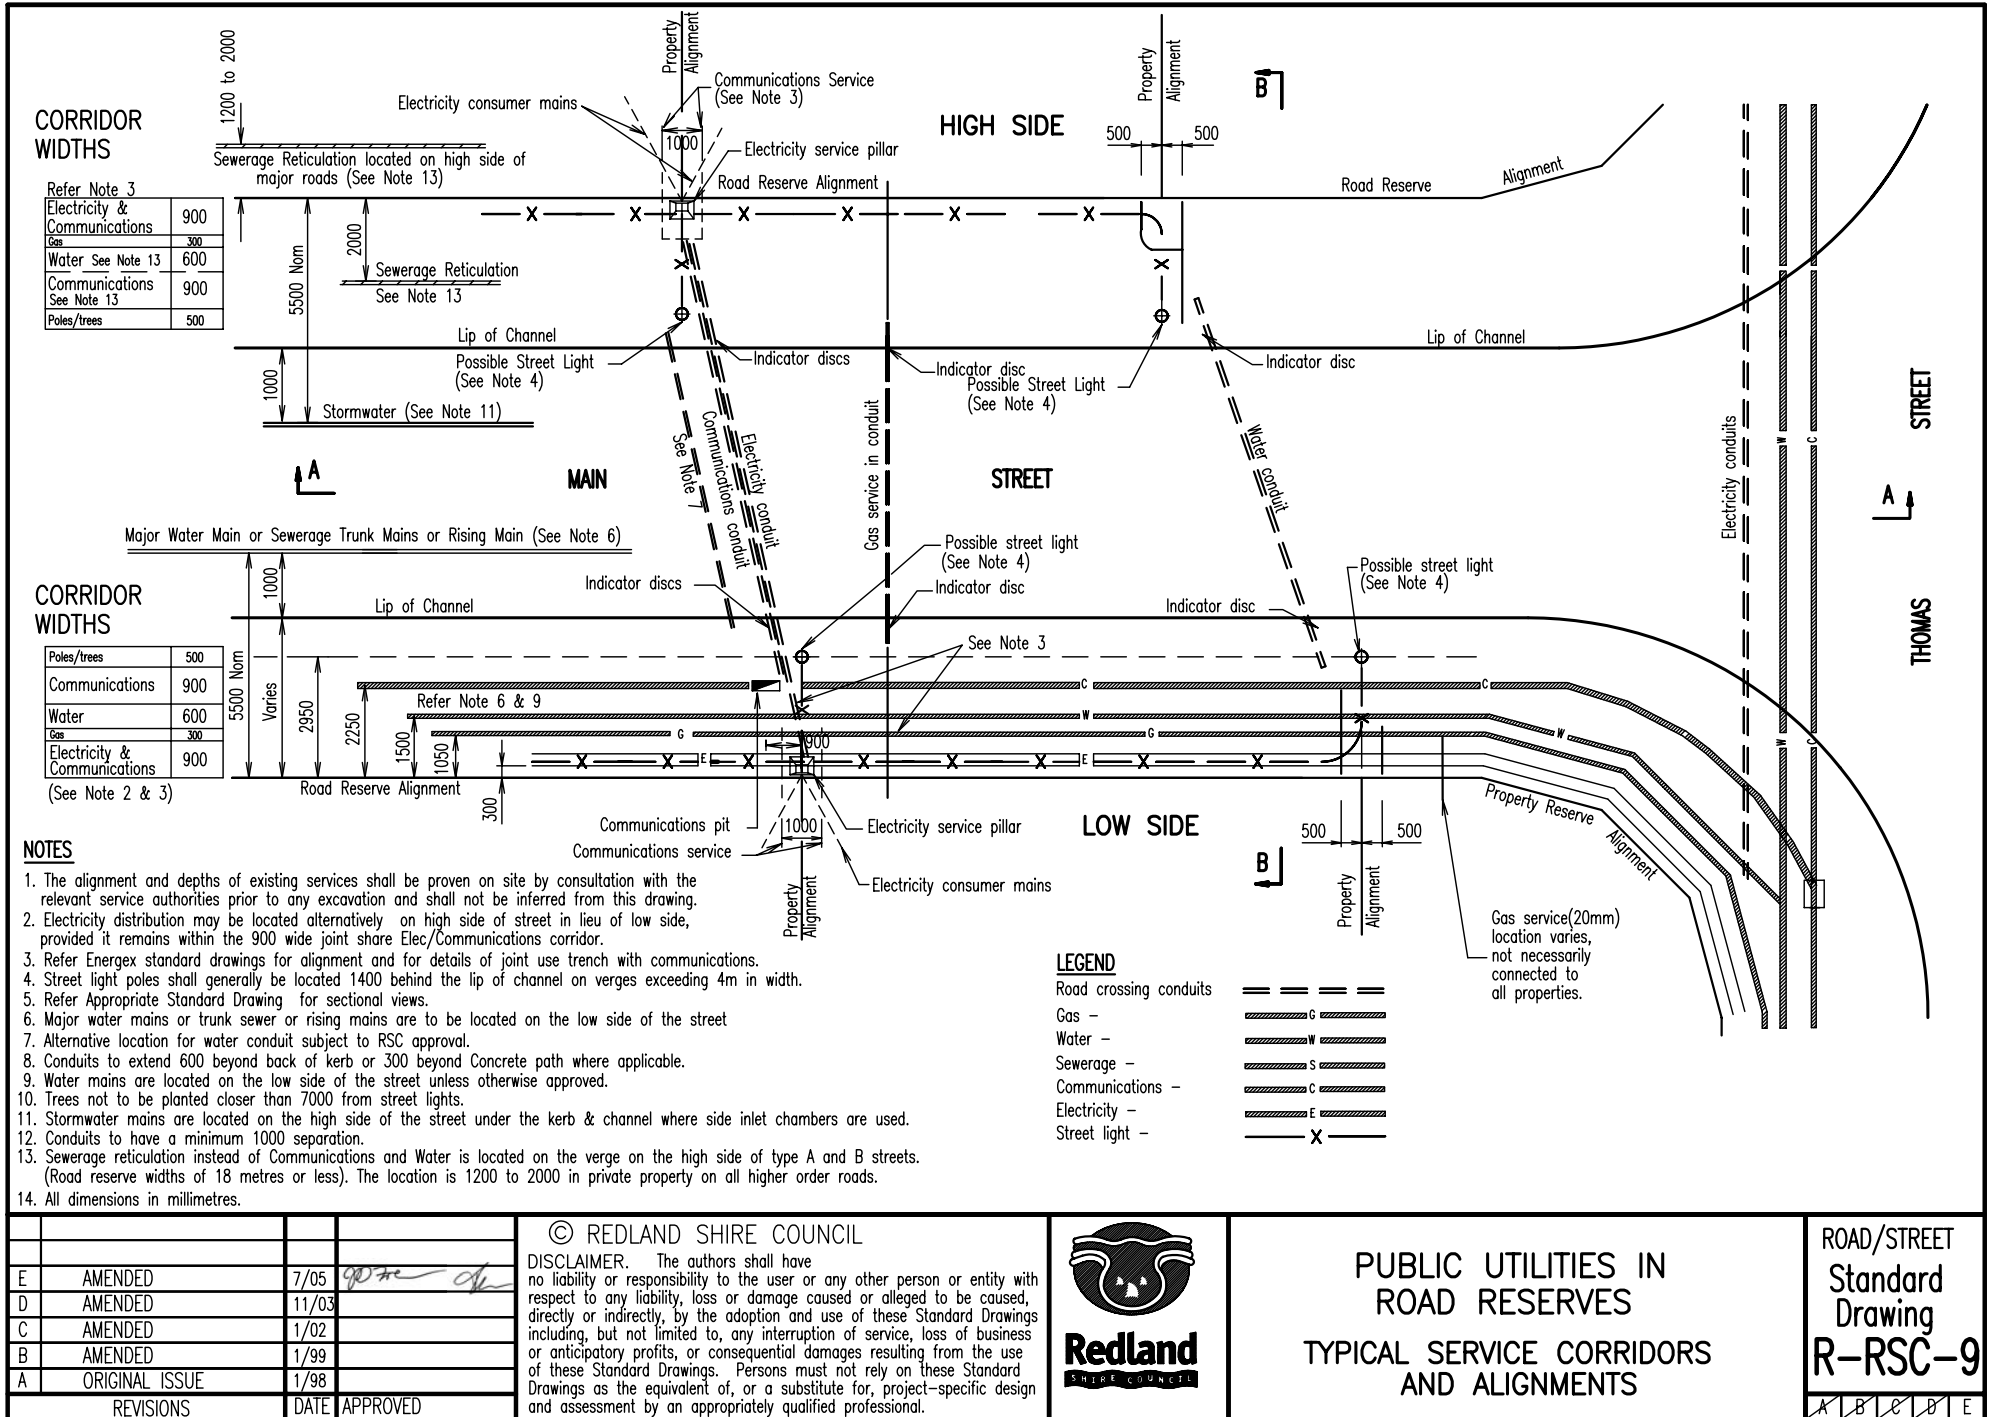 1200 to 2000
CORRIDOR
WIDTHS
Refer Note 3
Electricity &
Communications
900
Gas
300
Water See Note 13
600
Communications
See Note 13
900
Poles/trees
500
Sewerage Reticulation located on high side of
major roads (See Note 13)
Electricity consumer mains
Property
Alignment
Communications Service
(See Note 3)
1000
Electricity service pillar
Road Reserve Alignment
HIGH SIDE
Property
Alignment
500
500
B
Road Reserve
Alignment
5500 Nom
2000
Sewerage Reticulation
See Note 13
Lip of Channel
Possible Street Light
(See Note 4)
Indicator discs
Indicator disc
Possible Street Light
(See Note 4)
Indicator disc
Lip of Channel
1000
Stormwater (See Note 11)
A
MAIN
STREET
See Note 7
Communications conduit
Electricity conduit
Gas service in conduit
Water conduit
Electricity conduits
W
C
THOMAS
STREET
A
Major Water Main or Sewerage Trunk Mains or Rising Main (See Note 6)
CORRIDOR
WIDTHS
Poles/trees
500
Communications
900
Water
600
Gas
300
Electricity &
Communications
900
(See Note 2 & 3)
1000
Lip of Channel
Indicator discs
Possible street light
(See Note 4)
Indicator disc
See Note 3
Indicator disc
Possible street light
(See Note 4)
5500 Nom
Varies
2950
2250
1500
1050
300
Refer Note 6 & 9
Road Reserve Alignment
C
C
W
W
G
G
E
E
W
C
W
C
900
1000
Communications pit
Communications service
Electricity service pillar
Electricity consumer mains
Property
Alignment
LOW SIDE
B
500
500
Property
Alignment
Property Reserve
Alignment
Gas service(20mm)
location varies,
not necessarily
connected to
all properties.
NOTES
1. The alignment and depths of existing services shall be proven on site by consultation with the
relevant service authorities prior to any excavation and shall not be inferred from this drawing.
2. Electricity distribution may be located alternatively on high side of street in lieu of low side,
provided it remains within the 900 wide joint share Elec/Communications corridor.
3. Refer Energex standard drawings for alignment and for details of joint use trench with communications.
4. Street light poles shall generally be located 1400 behind the lip of channel on verges exceeding 4m in width.
5. Refer Appropriate Standard Drawing for sectional views.
6. Major water mains or trunk sewer or rising mains are to be located on the low side of the street
7. Alternative location for water conduit subject to RSC approval.
8. Conduits to extend 600 beyond back of kerb or 300 beyond Concrete path where applicable.
9. Water mains are located on the low side of the street unless otherwise approved.
10. Trees not to be planted closer than 7000 from street lights.
11. Stormwater mains are located on the high side of the street under the kerb & channel where side inlet chambers are used.
12. Conduits to have a minimum 1000 separation.
13. Sewerage reticulation instead of Communications and Water is located on the verge on the high side of type A and B streets.
(Road reserve widths of 18 metres or less). The location is 1200 to 2000 in private property on all higher order roads.
14. All dimensions in millimetres.
LEGEND
Road crossing conduits
Gas – G
Water – W
Sewerage – S
Communications – C
Electricity – E
Street light – X
E AMENDED 7/05
D AMENDED 11/03
C AMENDED 1/02
B AMENDED 1/99
A ORIGINAL ISSUE 1/98
REVISIONS DATE APPROVED
© REDLAND SHIRE COUNCIL
DISCLAIMER. The authors shall have
no liability or responsibility to the user or any other person or entity with
respect to any liability, loss or damage caused or alleged to be caused,
directly or indirectly, by the adoption and use of these Standard Drawings
including, but not limited to, any interruption of service, loss of business
or anticipatory profits, or consequential damages resulting from the use
of these Standard Drawings. Persons must not rely on these Standard
Drawings as the equivalent of, or a substitute for, project–specific design
and assessment by an appropriately qualified professional.
Redland
SHIRE COUNCIL
PUBLIC UTILITIES IN
ROAD RESERVES
TYPICAL SERVICE CORRIDORS
AND ALIGNMENTS
ROAD/STREET
Standard
Drawing
R–RSC–9
A B C D E